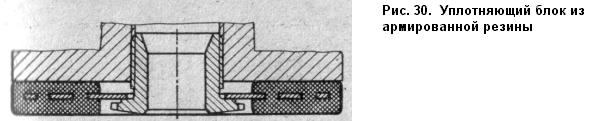 Рис. 30. Уплотняющий блок из
армированной резины